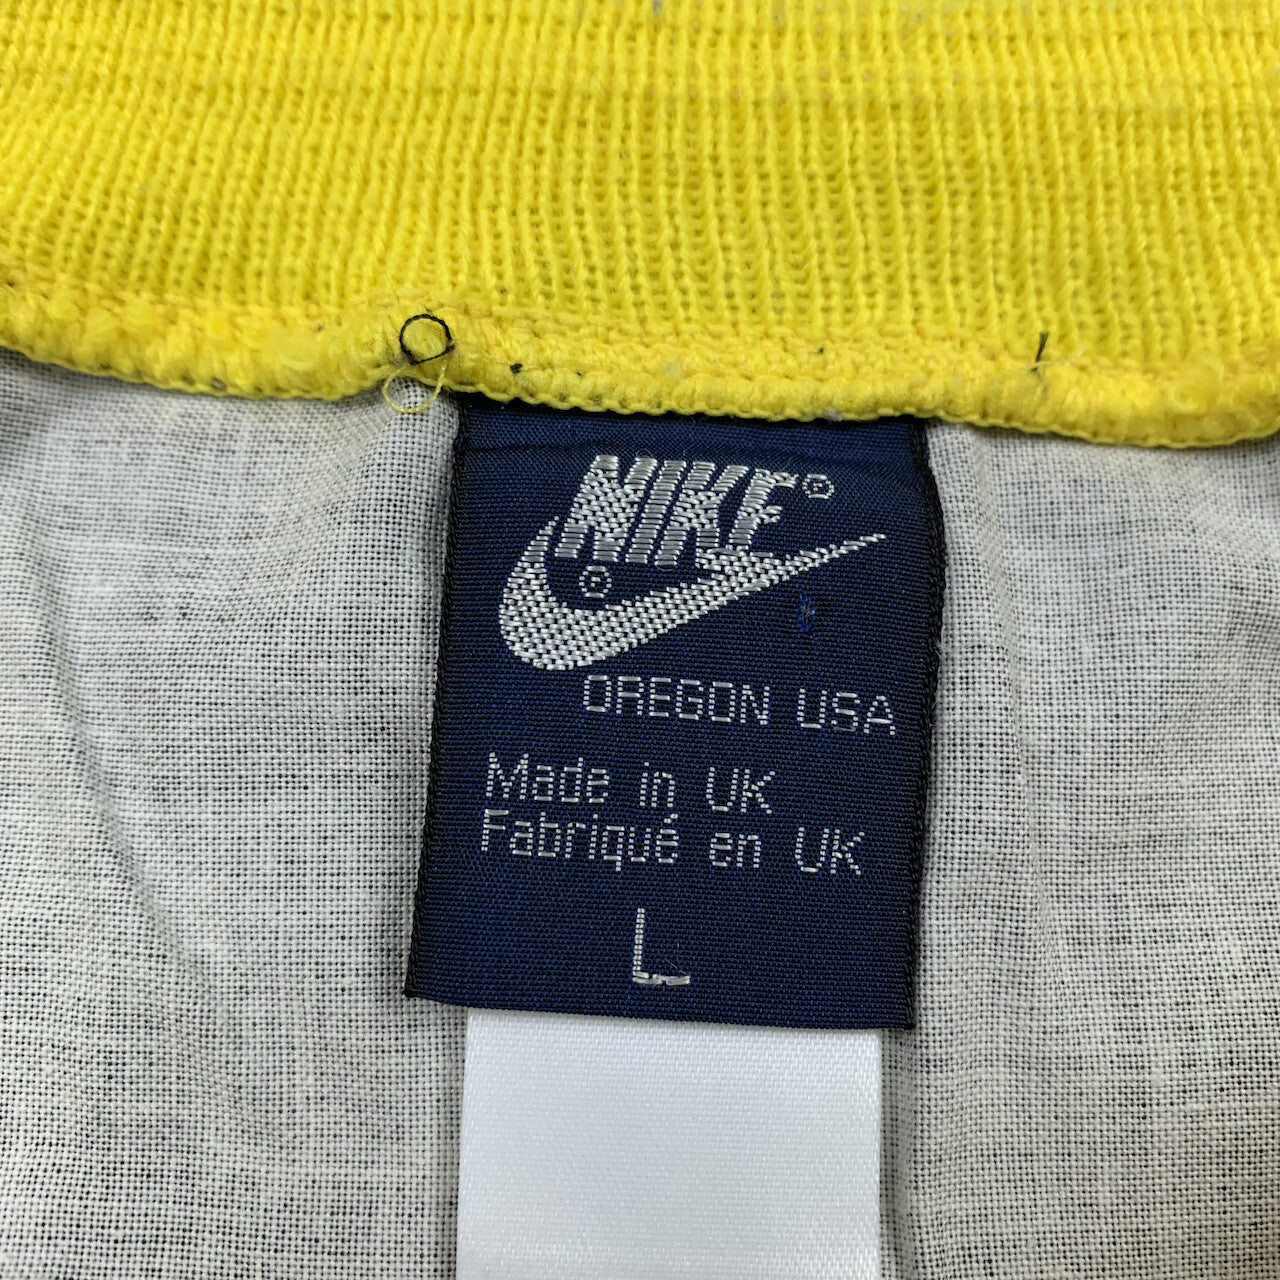 NIKE®
®
OREGON USA
Made in UK
Fabriqué en UK
L